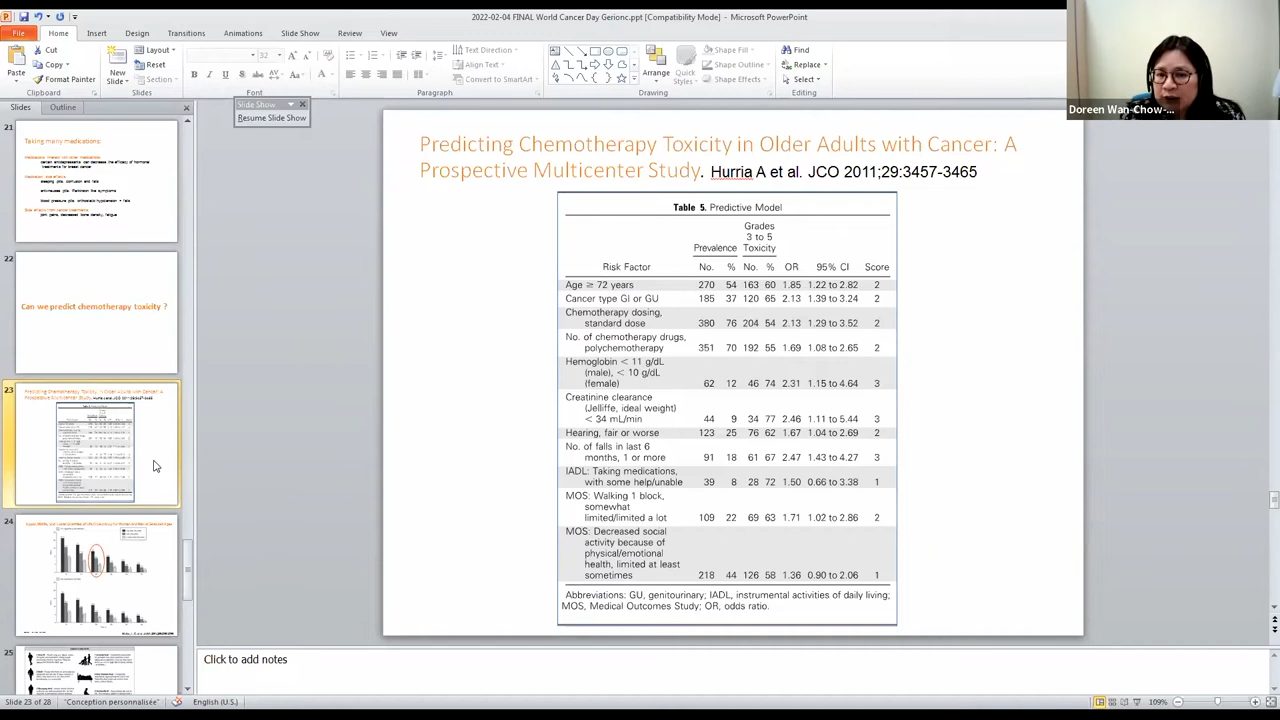 2022-02-04 FINAL World Cancer Day Gerionc.ppt [Compatibility Mode] - Microsoft PowerPoint
File Home Insert Design Transitions Animations Slide Show Review View
Paste Cut Copy Format Painter Clipboard
New Slide Layout Reset Section Slides
32
Font
Text Direction Align Text Convert to SmartArt Paragraph
Arrange Quick Styles Shape Fill Shape Outline Shape Effects Drawing
Find Replace Select Editing
Doreen Wan-Chow-...
Slides Outline
Slide Show
Resume Slide Show
21
Taking many medications:
22
Can we predict chemotherapy toxicity ?
23
24
25
Predicting Chemotherapy Toxicity in Older Adults with Cancer: A
Prospective Multicenter Study. Hurria A et al. JCO 2011;29:3457-3465
Table 5. Predictive Model
Grades
3 to 5
Prevalence Toxicity
Risk Factor No. % No. % OR 95% CI Score
Age ≥ 72 years 270 54 163 60 1.85 1.22 to 2.82 2
Cancer type GI or GU 185 37 120 65 2.13 1.39 to 3.24 2
Chemotherapy dosing,
standard dose 380 76 204 54 2.13 1.29 to 3.52 2
No. of chemotherapy drugs,
polychemotherapy 351 70 192 55 1.69 1.08 to 2.65 2
Hemoglobin < 11 g/dL
(male), < 10 g/dL
(female) 62 12 46 74 2.31 1.15 to 4.64 3
Creatinine clearance
(Jelliffe, ideal weight)
< 34 mL/min 44 9 34 77 2.46 1.11 to 5.44 3
Hearing, fair or worse 123 25 76 62 1.67 1.04 to 2.69 2
No. of falls in last 6
months, 1 or more 91 18 61 67 2.47 1.43 to 4.27 3
IADL: Taking medications,
with some help/unable 39 8 28 72 1.50 0.66 to 3.38 1
MOS: Walking 1 block,
somewhat
limited/limited a lot 109 22 69 63 1.71 1.02 to 2.86 2
MOS: Decreased social
activity because of
physical/emotional
health, limited at least
sometimes 218 44 126 58 1.36 0.90 to 2.06 1
Abbreviations: GU, genitourinary; IADL, instrumental activities of daily living;
MOS, Medical Outcomes Study; OR, odds ratio.
Click to add notes
Slide 23 of 28 "Conception personnalisée" English (U.S.) 109%